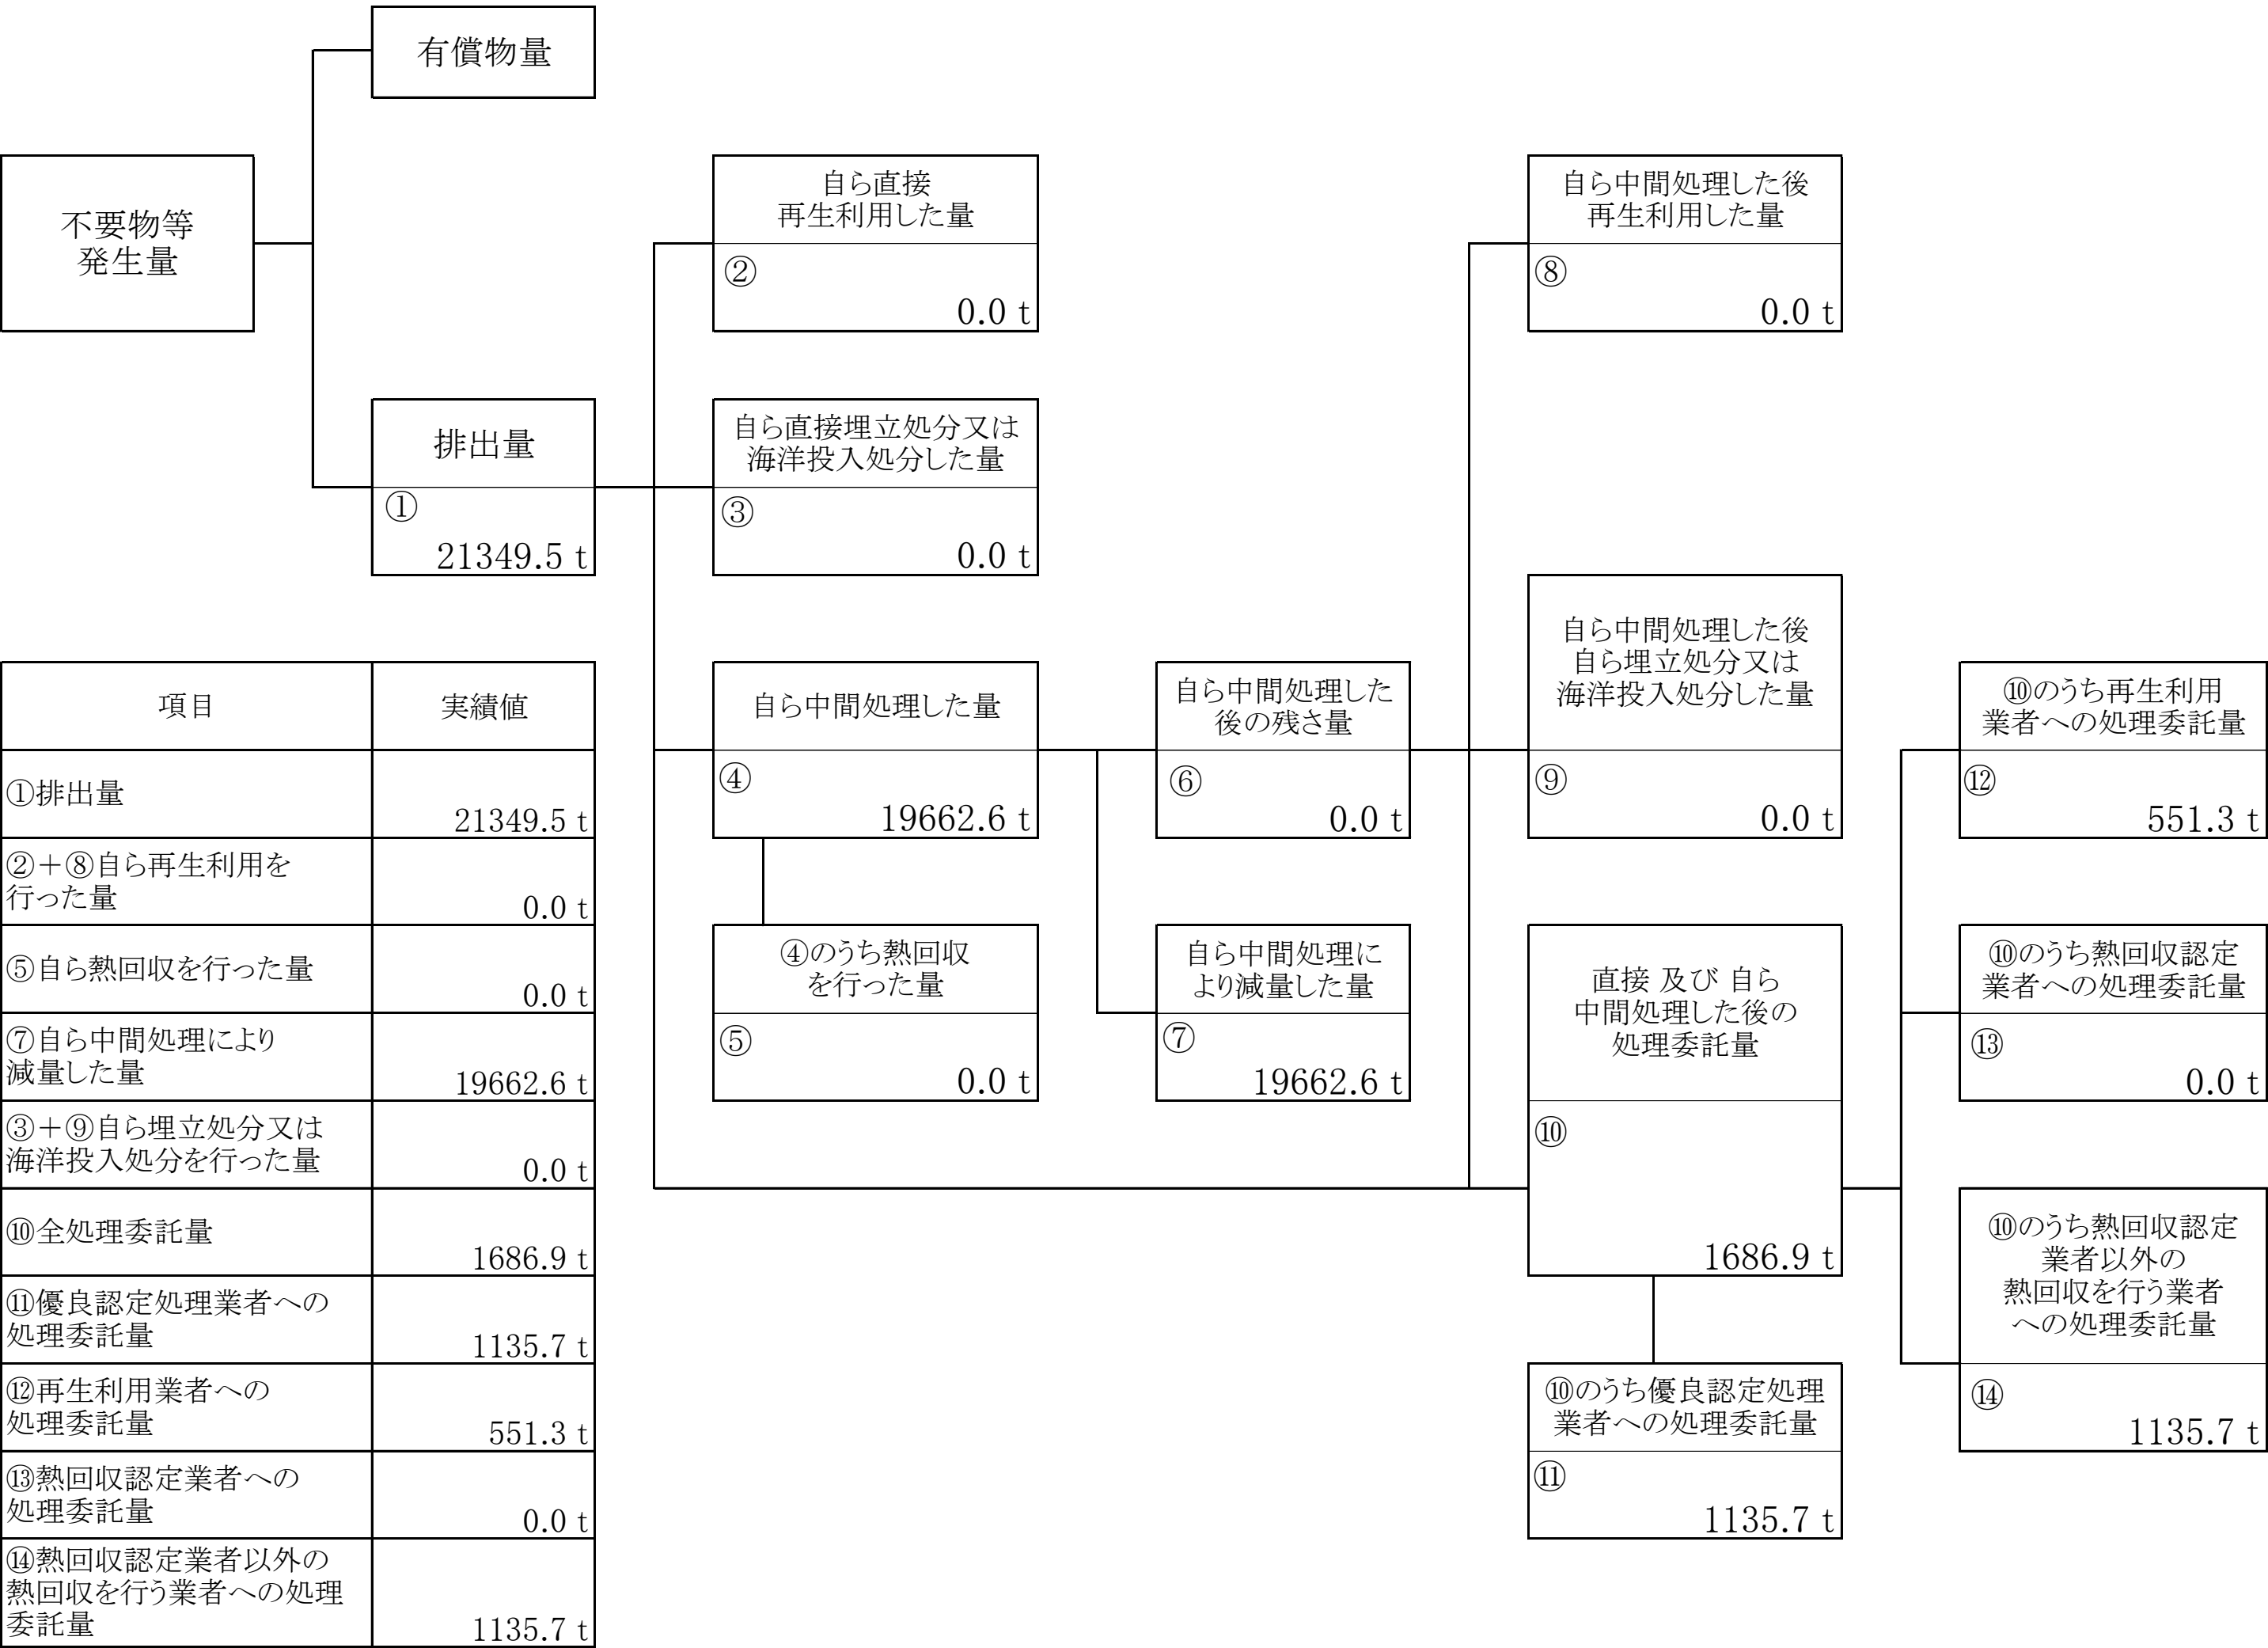 有償物量
不要物等
発生量
排出量
①
21349.5 t
自ら直接
再生利用した量
②
0.0 t
自ら直接埋立処分又は
海洋投入処分した量
③
0.0 t
自ら中間処理した量
④
19662.6 t
④のうち熱回収
を行った量
⑤
0.0 t
自ら中間処理した
後の残さ量
⑥
0.0 t
自ら中間処理に
より減量した量
⑦
19662.6 t
自ら中間処理した後
再生利用した量
⑧
0.0 t
自ら中間処理した後
自ら埋立処分又は
海洋投入処分した量
⑨
0.0 t
直接 及び 自ら
中間処理した後の
処理委託量
⑩
1686.9 t
⑩のうち優良認定処理
業者への処理委託量
⑪
1135.7 t
⑩のうち再生利用
業者への処理委託量
⑫
551.3 t
⑩のうち熱回収認定
業者への処理委託量
⑬
0.0 t
⑩のうち熱回収認定
業者以外の
熱回収を行う業者
への処理委託量
⑭
1135.7 t
項目 実績値
①排出量
21349.5 t
②＋⑧自ら再生利用を
行った量
0.0 t
⑤自ら熱回収を行った量
0.0 t
⑦自ら中間処理により
減量した量
19662.6 t
③＋⑨自ら埋立処分又は
海洋投入処分を行った量
0.0 t
⑩全処理委託量
1686.9 t
⑪優良認定処理業者への
処理委託量
1135.7 t
⑫再生利用業者への
処理委託量
551.3 t
⑬熱回収認定業者への
処理委託量
0.0 t
⑭熱回収認定業者以外の
熱回収を行う業者への処理
委託量
1135.7 t